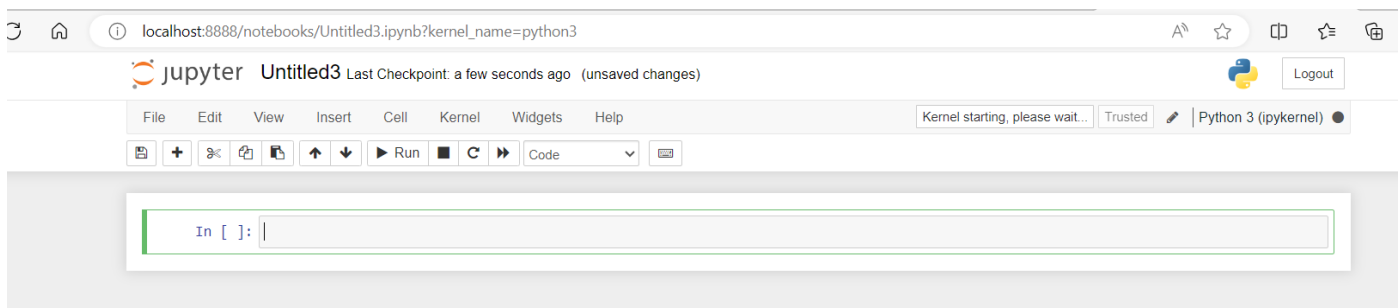 localhost:8888/notebooks/Untitled3.ipynb?kernel_name=python3
jupyter Untitled3 Last Checkpoint: a few seconds ago (unsaved changes) Logout
File Edit View Insert Cell Kernel Widgets Help Kernel starting, please wait... Trusted Python 3 (ipykernel)
Run Code
In [ ]: